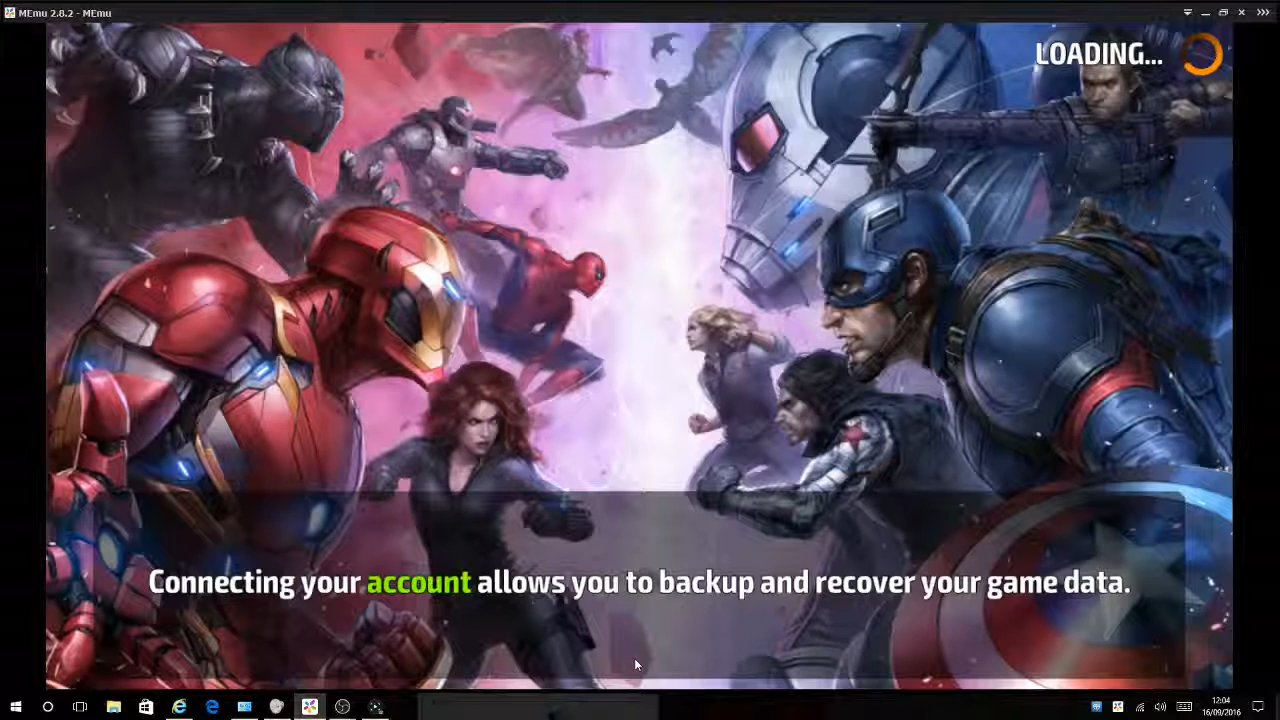 MEmu 2.8.2 - MEmu
LOADING...
Connecting your account allows you to backup and recover your game data.
12:04
16/09/2016